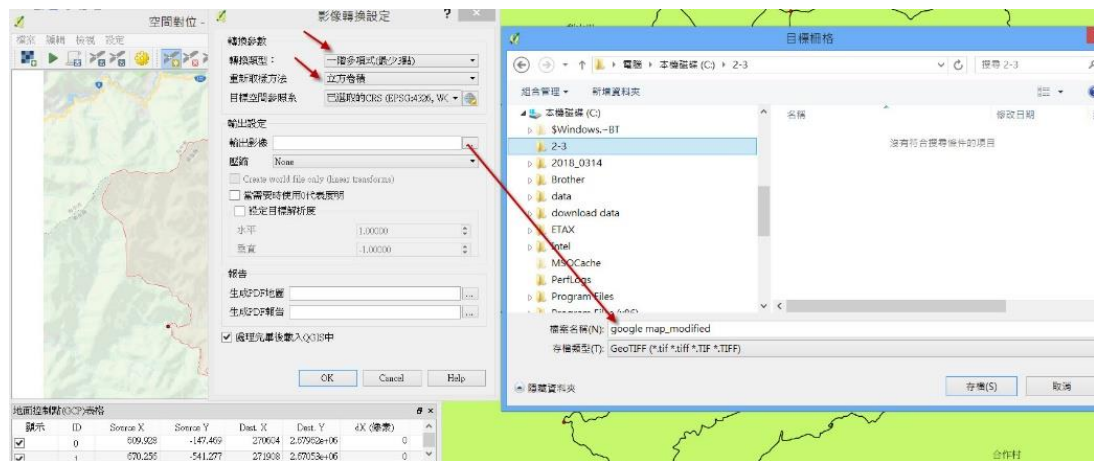 空間對位 -
檔案 編輯 檢視 設定
影像轉換設定
?
轉換參數
轉換類型：
一階多項式(最少3點)
重新取樣方法
立方卷積
目標空間參照系
已選取的CRS (EPSG:4326, WC
輸出設定
輸出影像
...
壓縮
None
Create world file only (linear transforms)
當需要時使用0代表透明
設定目標解析度
水平
1.00000
垂直
-1.00000
報告
生成PDF地圖
...
生成PDF報告
...
處理完畢後載入QGIS中
OK
Cancel
Help
地面控制點(GCP)表格
顯示 ID Source X Source Y Dest. X Dest. Y dX (像素)
0 609.928 -147.469 270604 2.67962e+06 0
1 670.256 -541.277 271908 2.67053e+06 0
目標柵格
電腦
本機磁碟 (C:)
2-3
搜尋 2-3
組合管理
新增資料夾
本機磁碟 (C:)
$Windows.~BT
2-3
2018_0314
Brother
data
download data
ETAX
Intel
MSOCache
PerfLogs
Program Files
Program Files (x86)
名稱
修改日期
沒有符合搜尋條件的項目
檔案名稱(N):
google map_modified
存檔類型(T):
GeoTIFF (*.tif *.tiff *.TIF *.TIFF)
隱藏資料夾
存檔(S)
取消
合作村